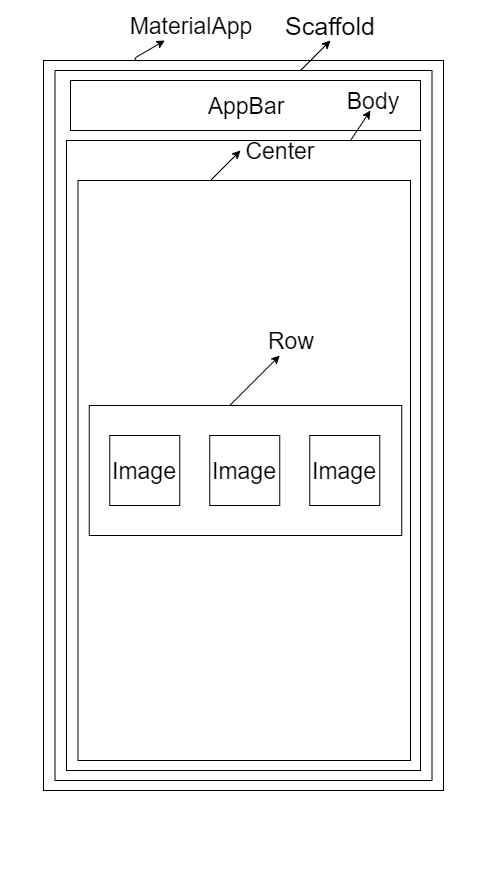 MaterialApp
Scaffold
AppBar
Body
Center
Row
Image
Image
Image